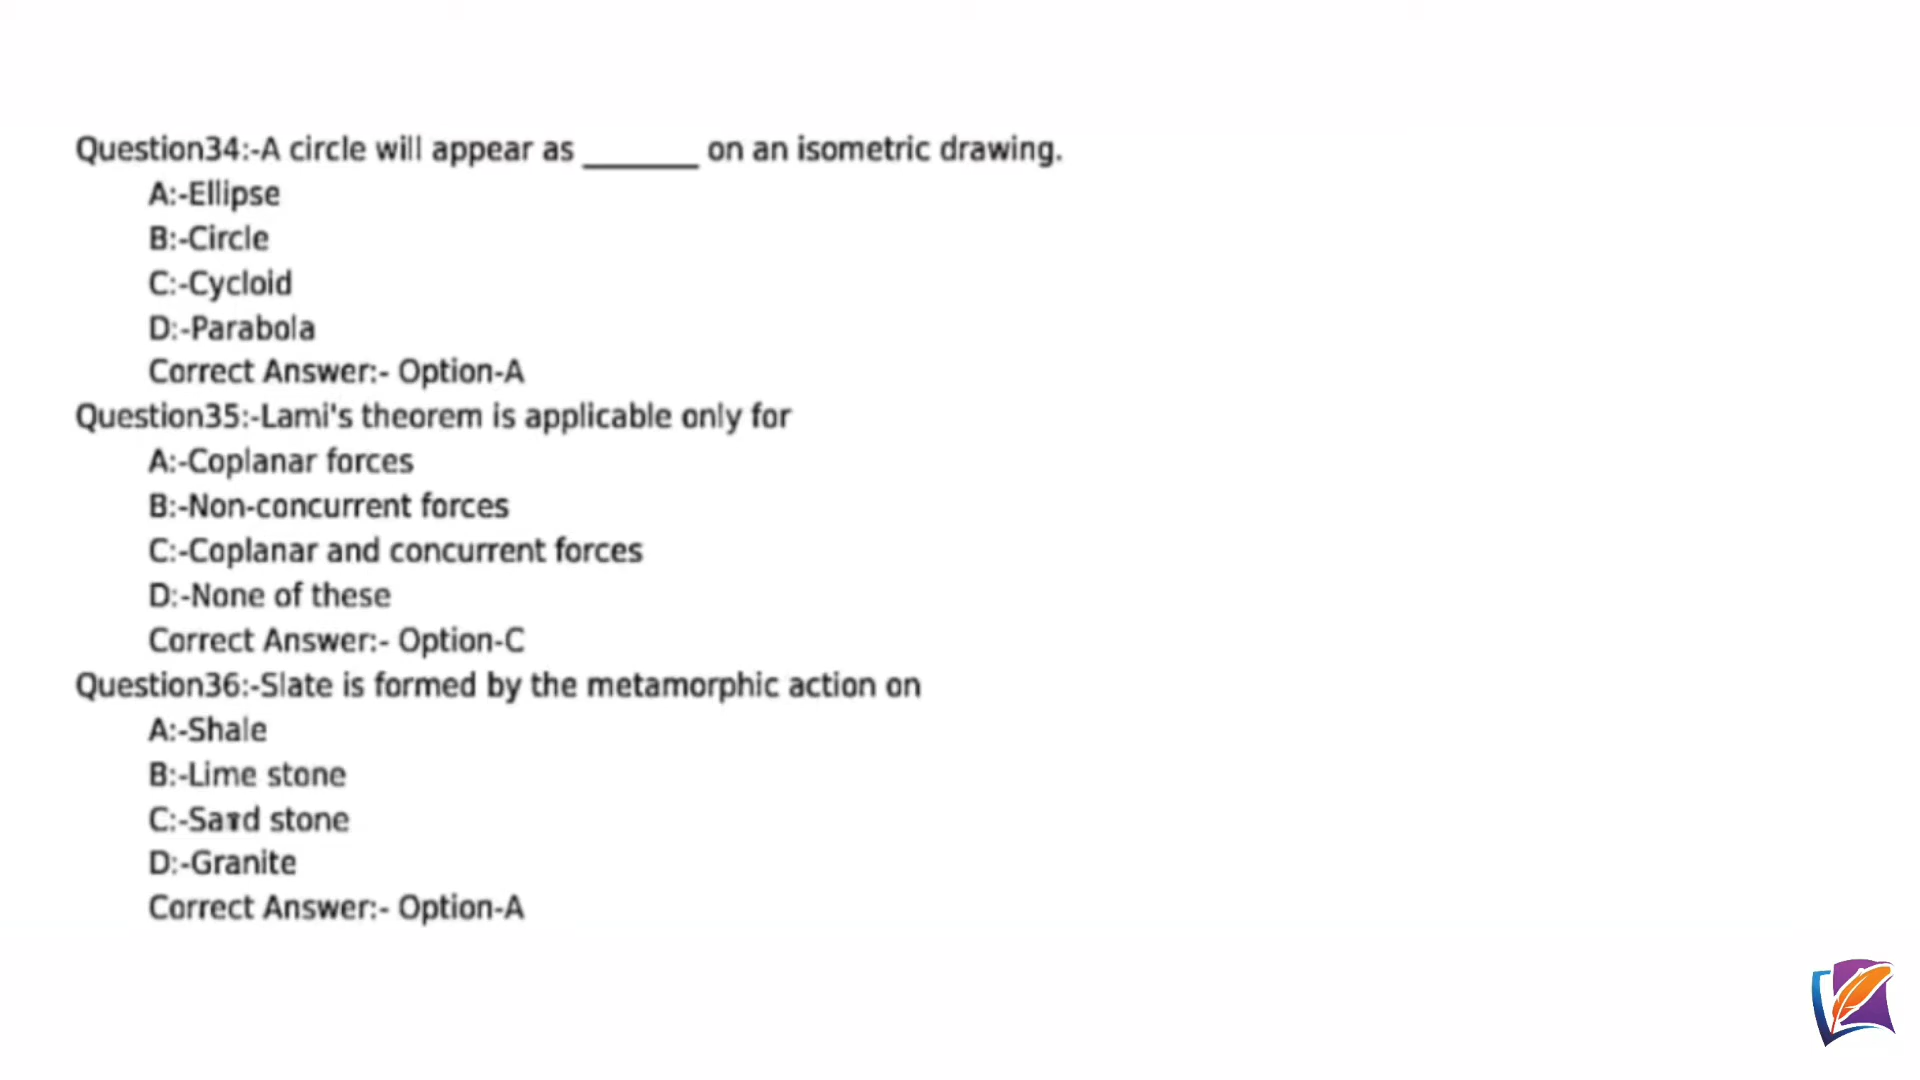 Question34:-A circle will appear as _______ on an isometric drawing.
A:-Ellipse
B:-Circle
C:-Cycloid
D:-Parabola
Correct Answer:- Option-A
Question35:-Lami's theorem is applicable only for
A:-Coplanar forces
B:-Non-concurrent forces
C:-Coplanar and concurrent forces
D:-None of these
Correct Answer:- Option-C
Question36:-Slate is formed by the metamorphic action on
A:-Shale
B:-Lime stone
C:-Sand stone
D:-Granite
Correct Answer:- Option-A